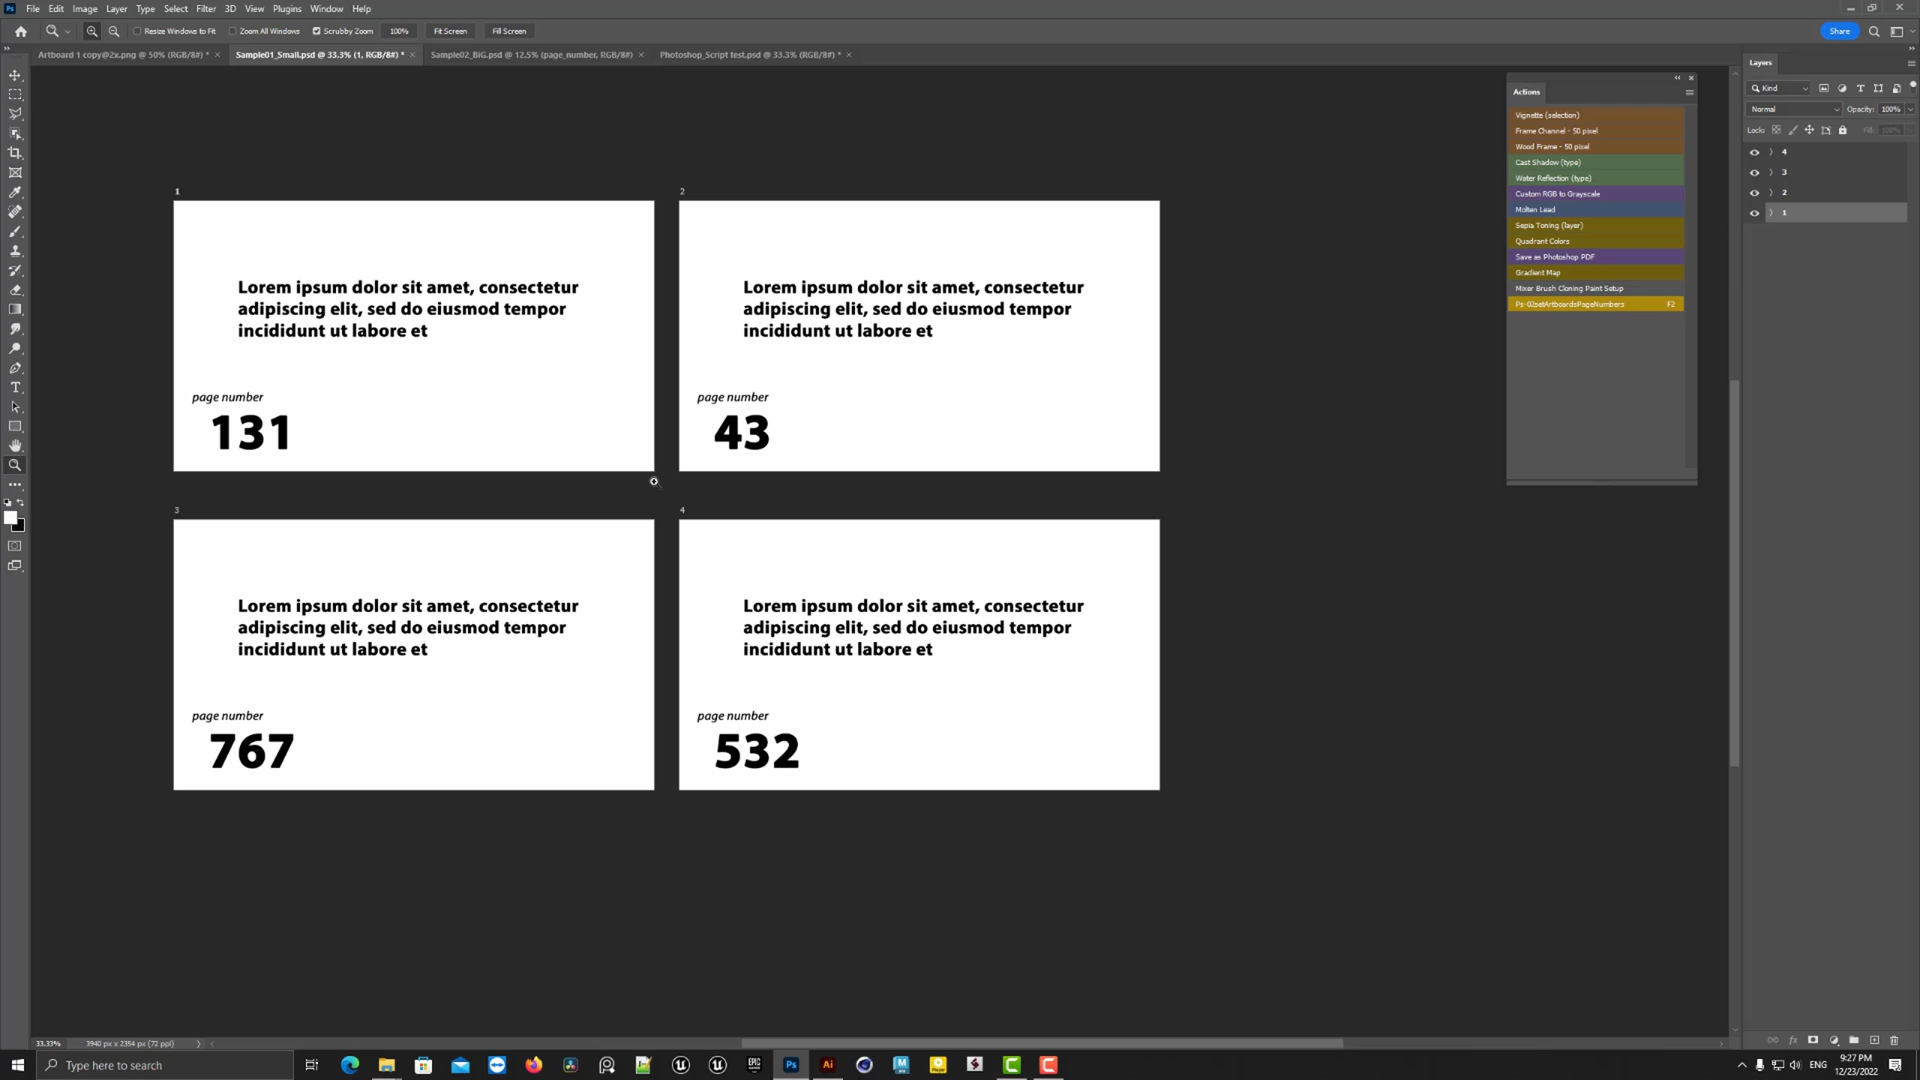 Ps
File Edit Image Layer Type Select Filter 3D View Plugins Window Help
Resize Windows to Fit Zoom All Windows Scrubby Zoom 100% Fit Screen Fill Screen Share
Artboard 1 copy@2x.png @ 50% (RGB/8#) * × Sample01_Small.psd @ 33.3% (1, RGB/8#) * × Sample02_BIG.psd @ 12.5% (page_number, RGB/8#) × Photoshop_Script test.psd @ 33.3% (RGB/8#) * ×
Layers
Kind
Normal Opacity: 100%
Lock: Fill: 100%
4
3
2
1
Actions
Vignette (selection)
Frame Channel - 50 pixel
Wood Frame - 50 pixel
Cast Shadow (type)
Water Reflection (type)
Custom RGB to Grayscale
Molten Lead
Sepia Toning (layer)
Quadrant Colors
Save as Photoshop PDF
Gradient Map
Mixer Brush Cloning Paint Setup
Ps-02setArtboardsPageNumbers F2
1
Lorem ipsum dolor sit amet, consectetur
adipiscing elit, sed do eiusmod tempor
incididunt ut labore et
page number
131
2
Lorem ipsum dolor sit amet, consectetur
adipiscing elit, sed do eiusmod tempor
incididunt ut labore et
page number
43
3
Lorem ipsum dolor sit amet, consectetur
adipiscing elit, sed do eiusmod tempor
incididunt ut labore et
page number
767
4
Lorem ipsum dolor sit amet, consectetur
adipiscing elit, sed do eiusmod tempor
incididunt ut labore et
page number
532
33.33% 3940 px x 2354 px (72 ppi)
Type here to search
EPIC
Ps
Ai
M
ENG
9:27 PM
12/23/2022